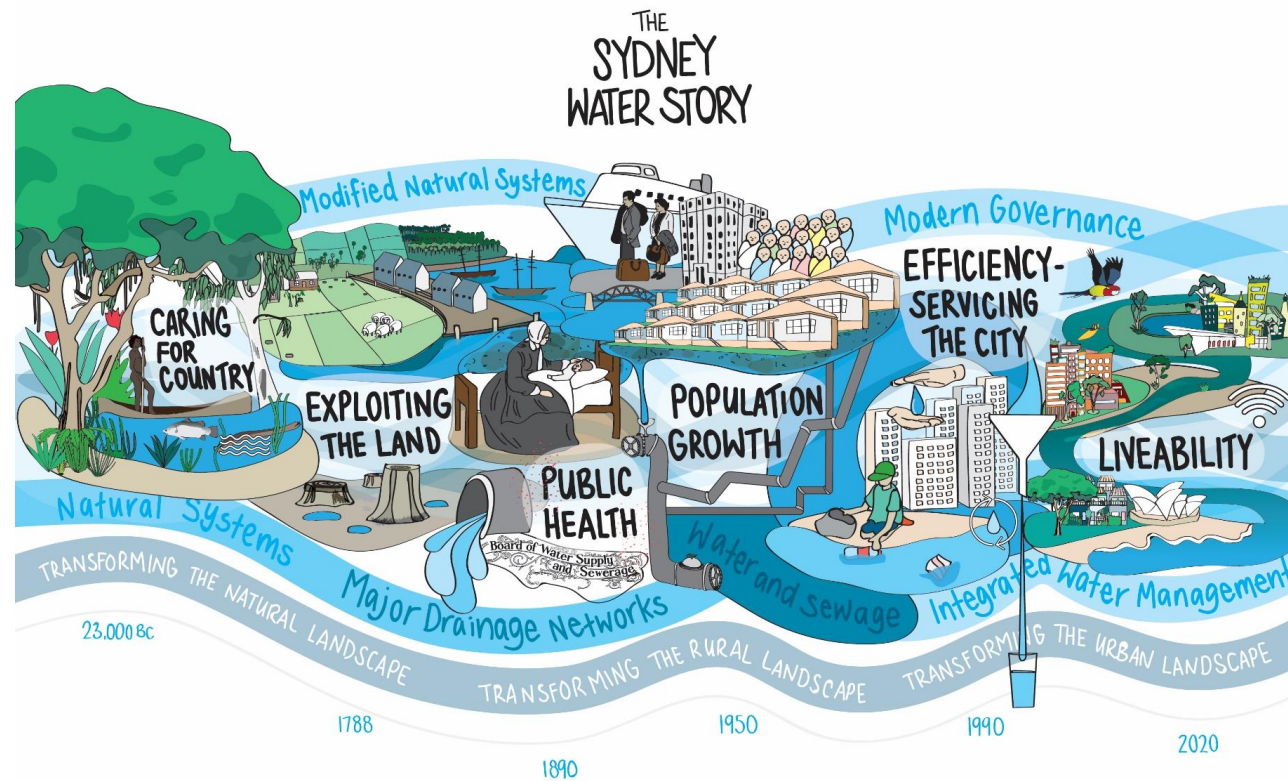 THE
SYDNEY
WATER STORY
Modified Natural Systems
Modern Governance
CARING
FOR
COUNTRY
EXPLOITING
THE LAND
PUBLIC
HEALTH
Board of Water Supply
and Sewerage
POPULATION
GROWTH
EFFICIENCY-
SERVICING
THE CITY
LIVEABILITY
Natural Systems
Major Drainage Networks
Water and Sewage
Integrated Water Management
TRANSFORMING THE NATURAL LANDSCAPE
TRANSFORMING THE RURAL LANDSCAPE
TRANSFORMING THE URBAN LANDSCAPE
23,000 BC
1788
1890
1950
1990
2020